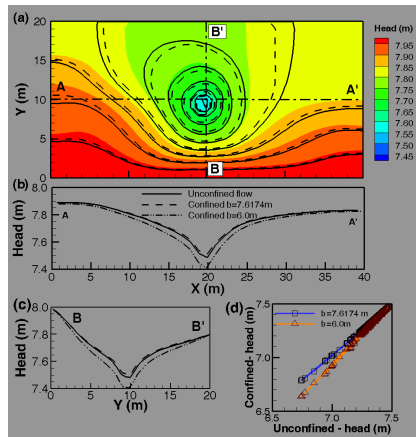 (a)
B'
Head (m)
20
15
10
5
0
Y (m)
A
A'
B
7.95
7.90
7.85
7.80
7.75
7.70
7.65
7.60
7.55
7.50
7.45
0 10 20 30 40
(b)
8.0
7.8
7.6
7.4
Head (m)
Unconfined flow
Confined b=7.6174m
Confined b=6.0m
A
A'
0 5 10 15 20 25 30 35 40
X (m)
(c)
8.0
7.8
7.6
7.4
Head (m)
B
B'
0 5 10 15 20
Y (m)
(d)
7.5
7.0
6.5
Confined- head (m)
b=7.6174 m
b=6.0m
6.5 7.0 7.5
Unconfined - head (m)